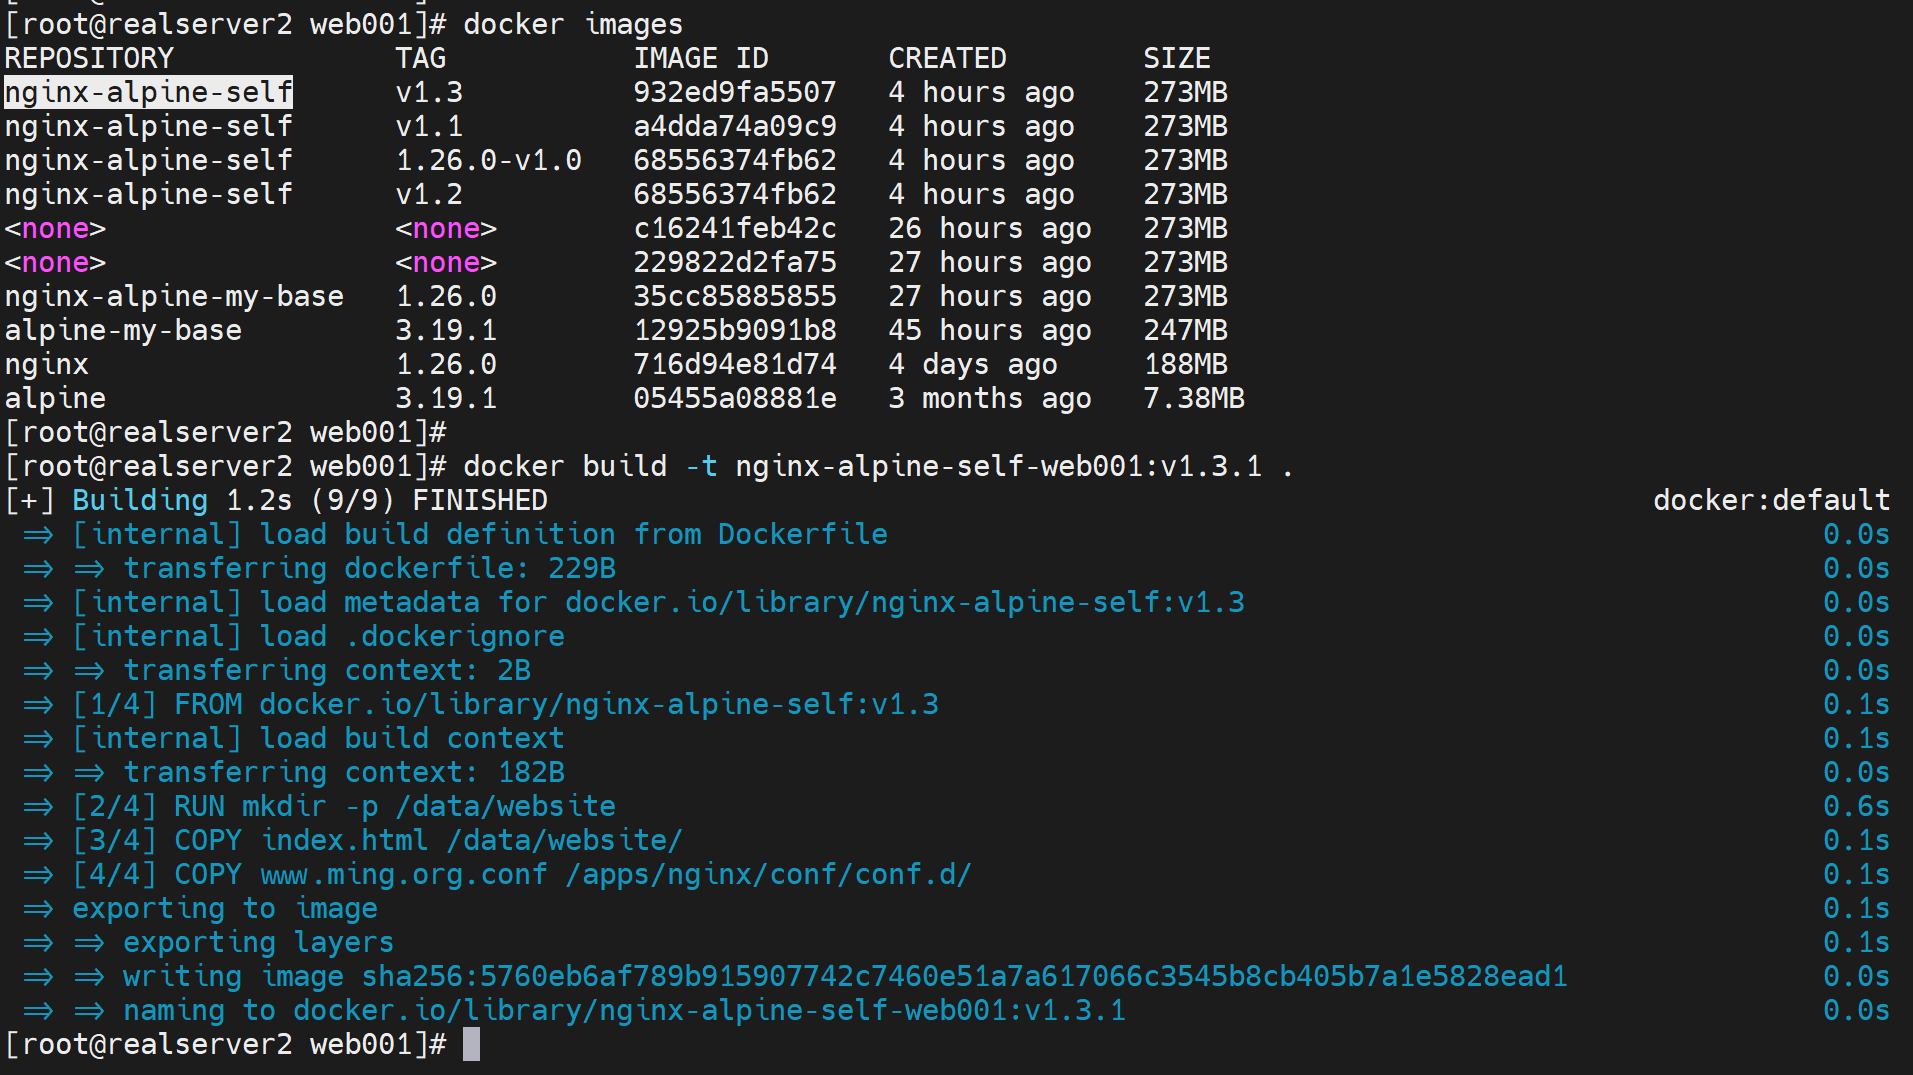 [root@realserver2 web001]# docker images
REPOSITORY             TAG           IMAGE ID       CREATED        SIZE
nginx-alpine-self      v1.3          932ed9fa5507   4 hours ago    273MB
nginx-alpine-self      v1.1          a4dda74a09c9   4 hours ago    273MB
nginx-alpine-self      1.26.0-v1.0   68556374fb62   4 hours ago    273MB
nginx-alpine-self      v1.2          68556374fb62   4 hours ago    273MB
<none>                 <none>        c16241feb42c   26 hours ago   273MB
<none>                 <none>        229822d2fa75   27 hours ago   273MB
nginx-alpine-my-base   1.26.0        35cc85885855   27 hours ago   273MB
alpine-my-base         3.19.1        12925b9091b8   45 hours ago   247MB
nginx                  1.26.0        716d94e81d74   4 days ago     188MB
alpine                 3.19.1        05455a08881e   3 months ago   7.38MB
[root@realserver2 web001]#
[root@realserver2 web001]# docker build -t nginx-alpine-self-web001:v1.3.1 .
[+] Building 1.2s (9/9) FINISHED docker:default
=> [internal] load build definition from Dockerfile 0.0s
=> => transferring dockerfile: 229B 0.0s
=> [internal] load metadata for docker.io/library/nginx-alpine-self:v1.3 0.0s
=> [internal] load .dockerignore 0.0s
=> => transferring context: 2B 0.0s
=> [1/4] FROM docker.io/library/nginx-alpine-self:v1.3 0.1s
=> [internal] load build context 0.1s
=> => transferring context: 182B 0.0s
=> [2/4] RUN mkdir -p /data/website 0.6s
=> [3/4] COPY index.html /data/website/ 0.1s
=> [4/4] COPY www.ming.org.conf /apps/nginx/conf/conf.d/ 0.1s
=> exporting to image 0.1s
=> => exporting layers 0.1s
=> => writing image sha256:5760eb6af789b915907742c7460e51a7a617066c3545b8cb405b7a1e5828ead1 0.0s
=> => naming to docker.io/library/nginx-alpine-self-web001:v1.3.1 0.0s
[root@realserver2 web001]#